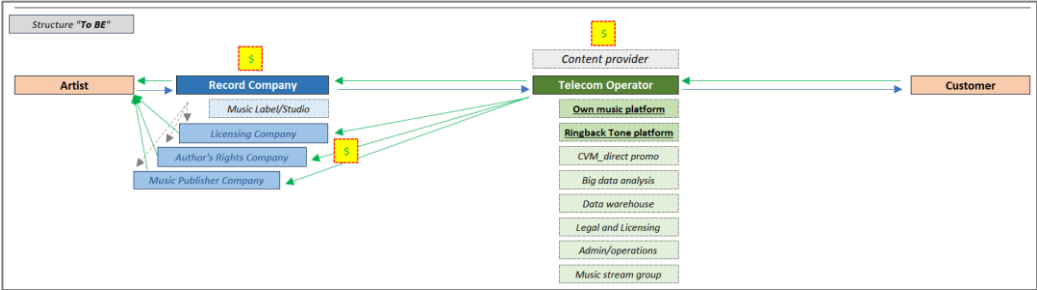 Structure "To BE"
$
$
Content provider
Artist
Record Company
Telecom Operator
Customer
Music Label/Studio
Own music platform
Licensing Company
Ringback Tone platform
$
Author's Rights Company
CVM_direct promo
Music Publisher Company
Big data analysis
Data warehouse
Legal and Licensing
Admin/operations
Music stream group